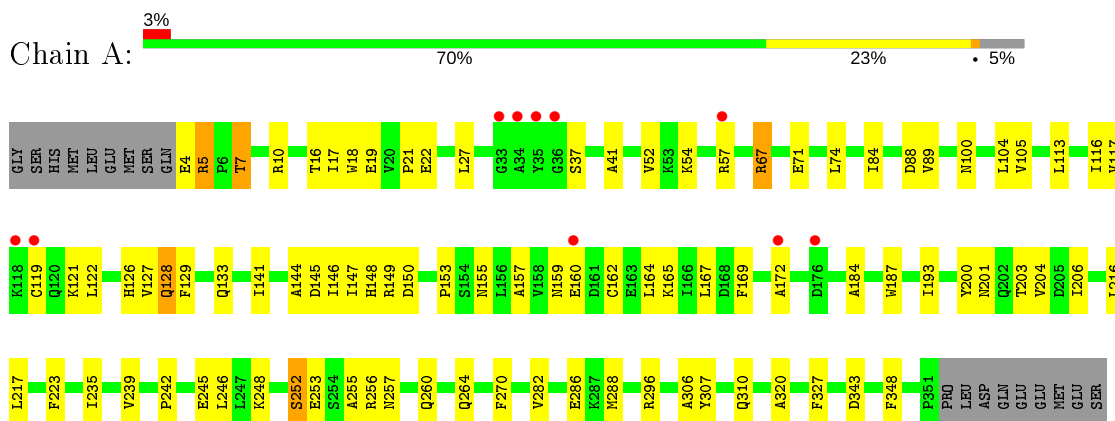 3%
Chain A:
70% 23% • 5%
GLY SER HIS MET LEU GLU MET SER GLN E4 R5 P6 T7 R10 T16 I17 W18 E19 V20 P21 E22 L27 G33 A34 Y35 G36 S37 A41 V52 K53 K54 R57 R67 E71 L74 I84 D88 V89 N100 L104 V105 L113 I116 V117
K118 C119 Q120 K121 L122 H126 V127 Q128 F129 Q133 I141 A144 D145 I146 I147 H148 R149 D150 P153 S154 N155 L156 A157 V158 N159 E160 D161 C162 E163 L164 K165 I166 L167 D168 F169 A172 D176 A184 W187 I193 Y200 N201 Q202 T203 V204 D205 I206 L216
L217 F223 I235 V239 P242 E245 L246 L247 K248 S252 E253 S254 A255 R256 N257 Q260 Q264 F270 V282 E286 K287 M288 R296 A306 Y307 Q310 A320 F327 D343 F348 P351 PRO LEU ASP GLN GLU GLU GLU MET GLU SER